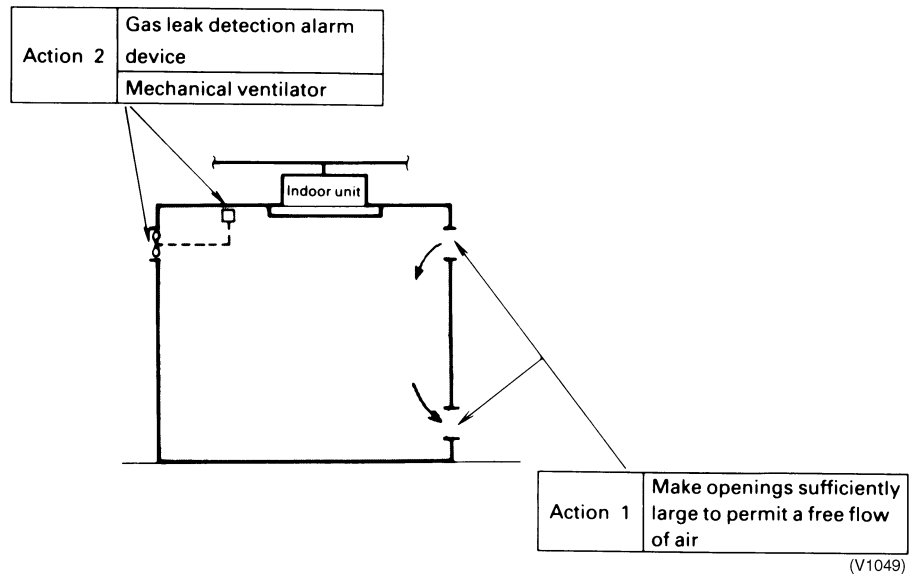 Action 2
Gas leak detection alarm
device
Mechanical ventilator
Indoor unit
Action 1
Make openings sufficiently
large to permit a free flow
of air
(V1049)